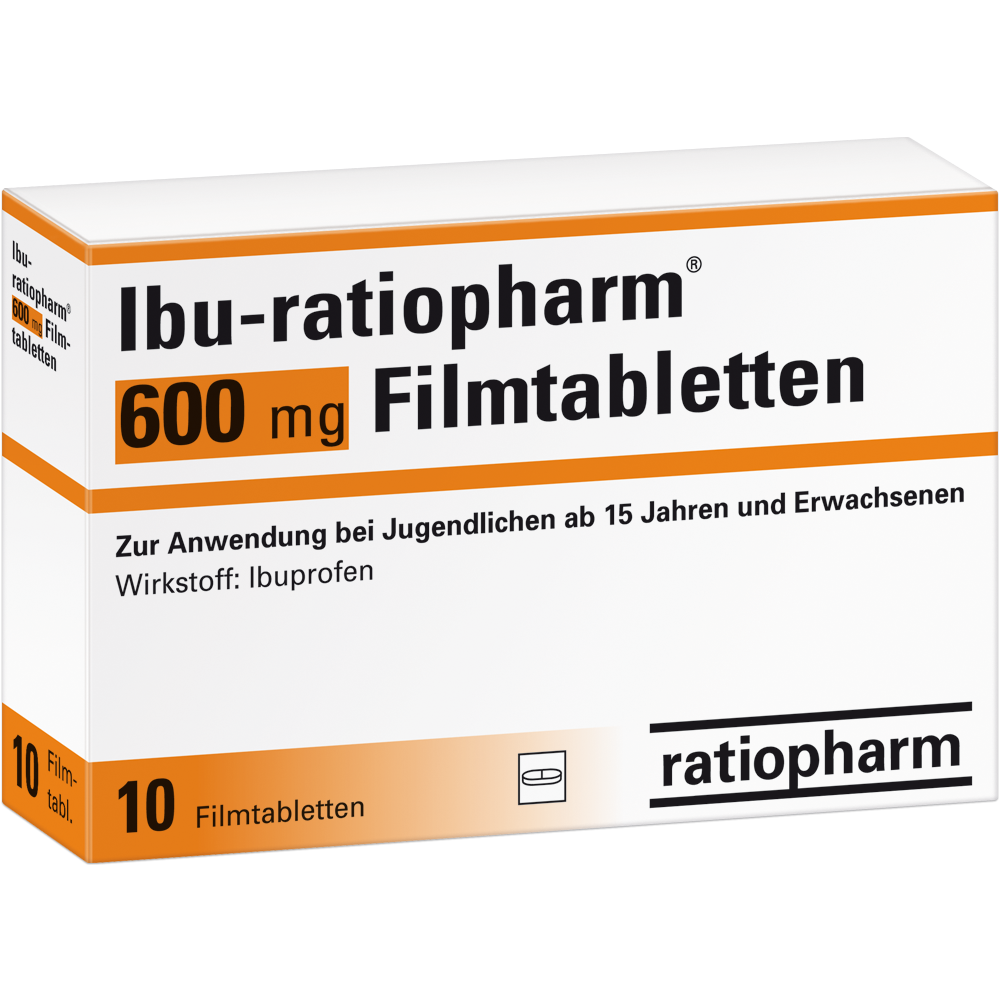 Ibu-
ratiopharm®
600 mg Film-
tabletten
Ibu-ratiopharm®
600 mg Filmtabletten
Zur Anwendung bei Jugendlichen ab 15 Jahren und Erwachsenen
Wirkstoff: Ibuprofen
10 Film-
tabl.
10 Filmtabletten
ratiopharm